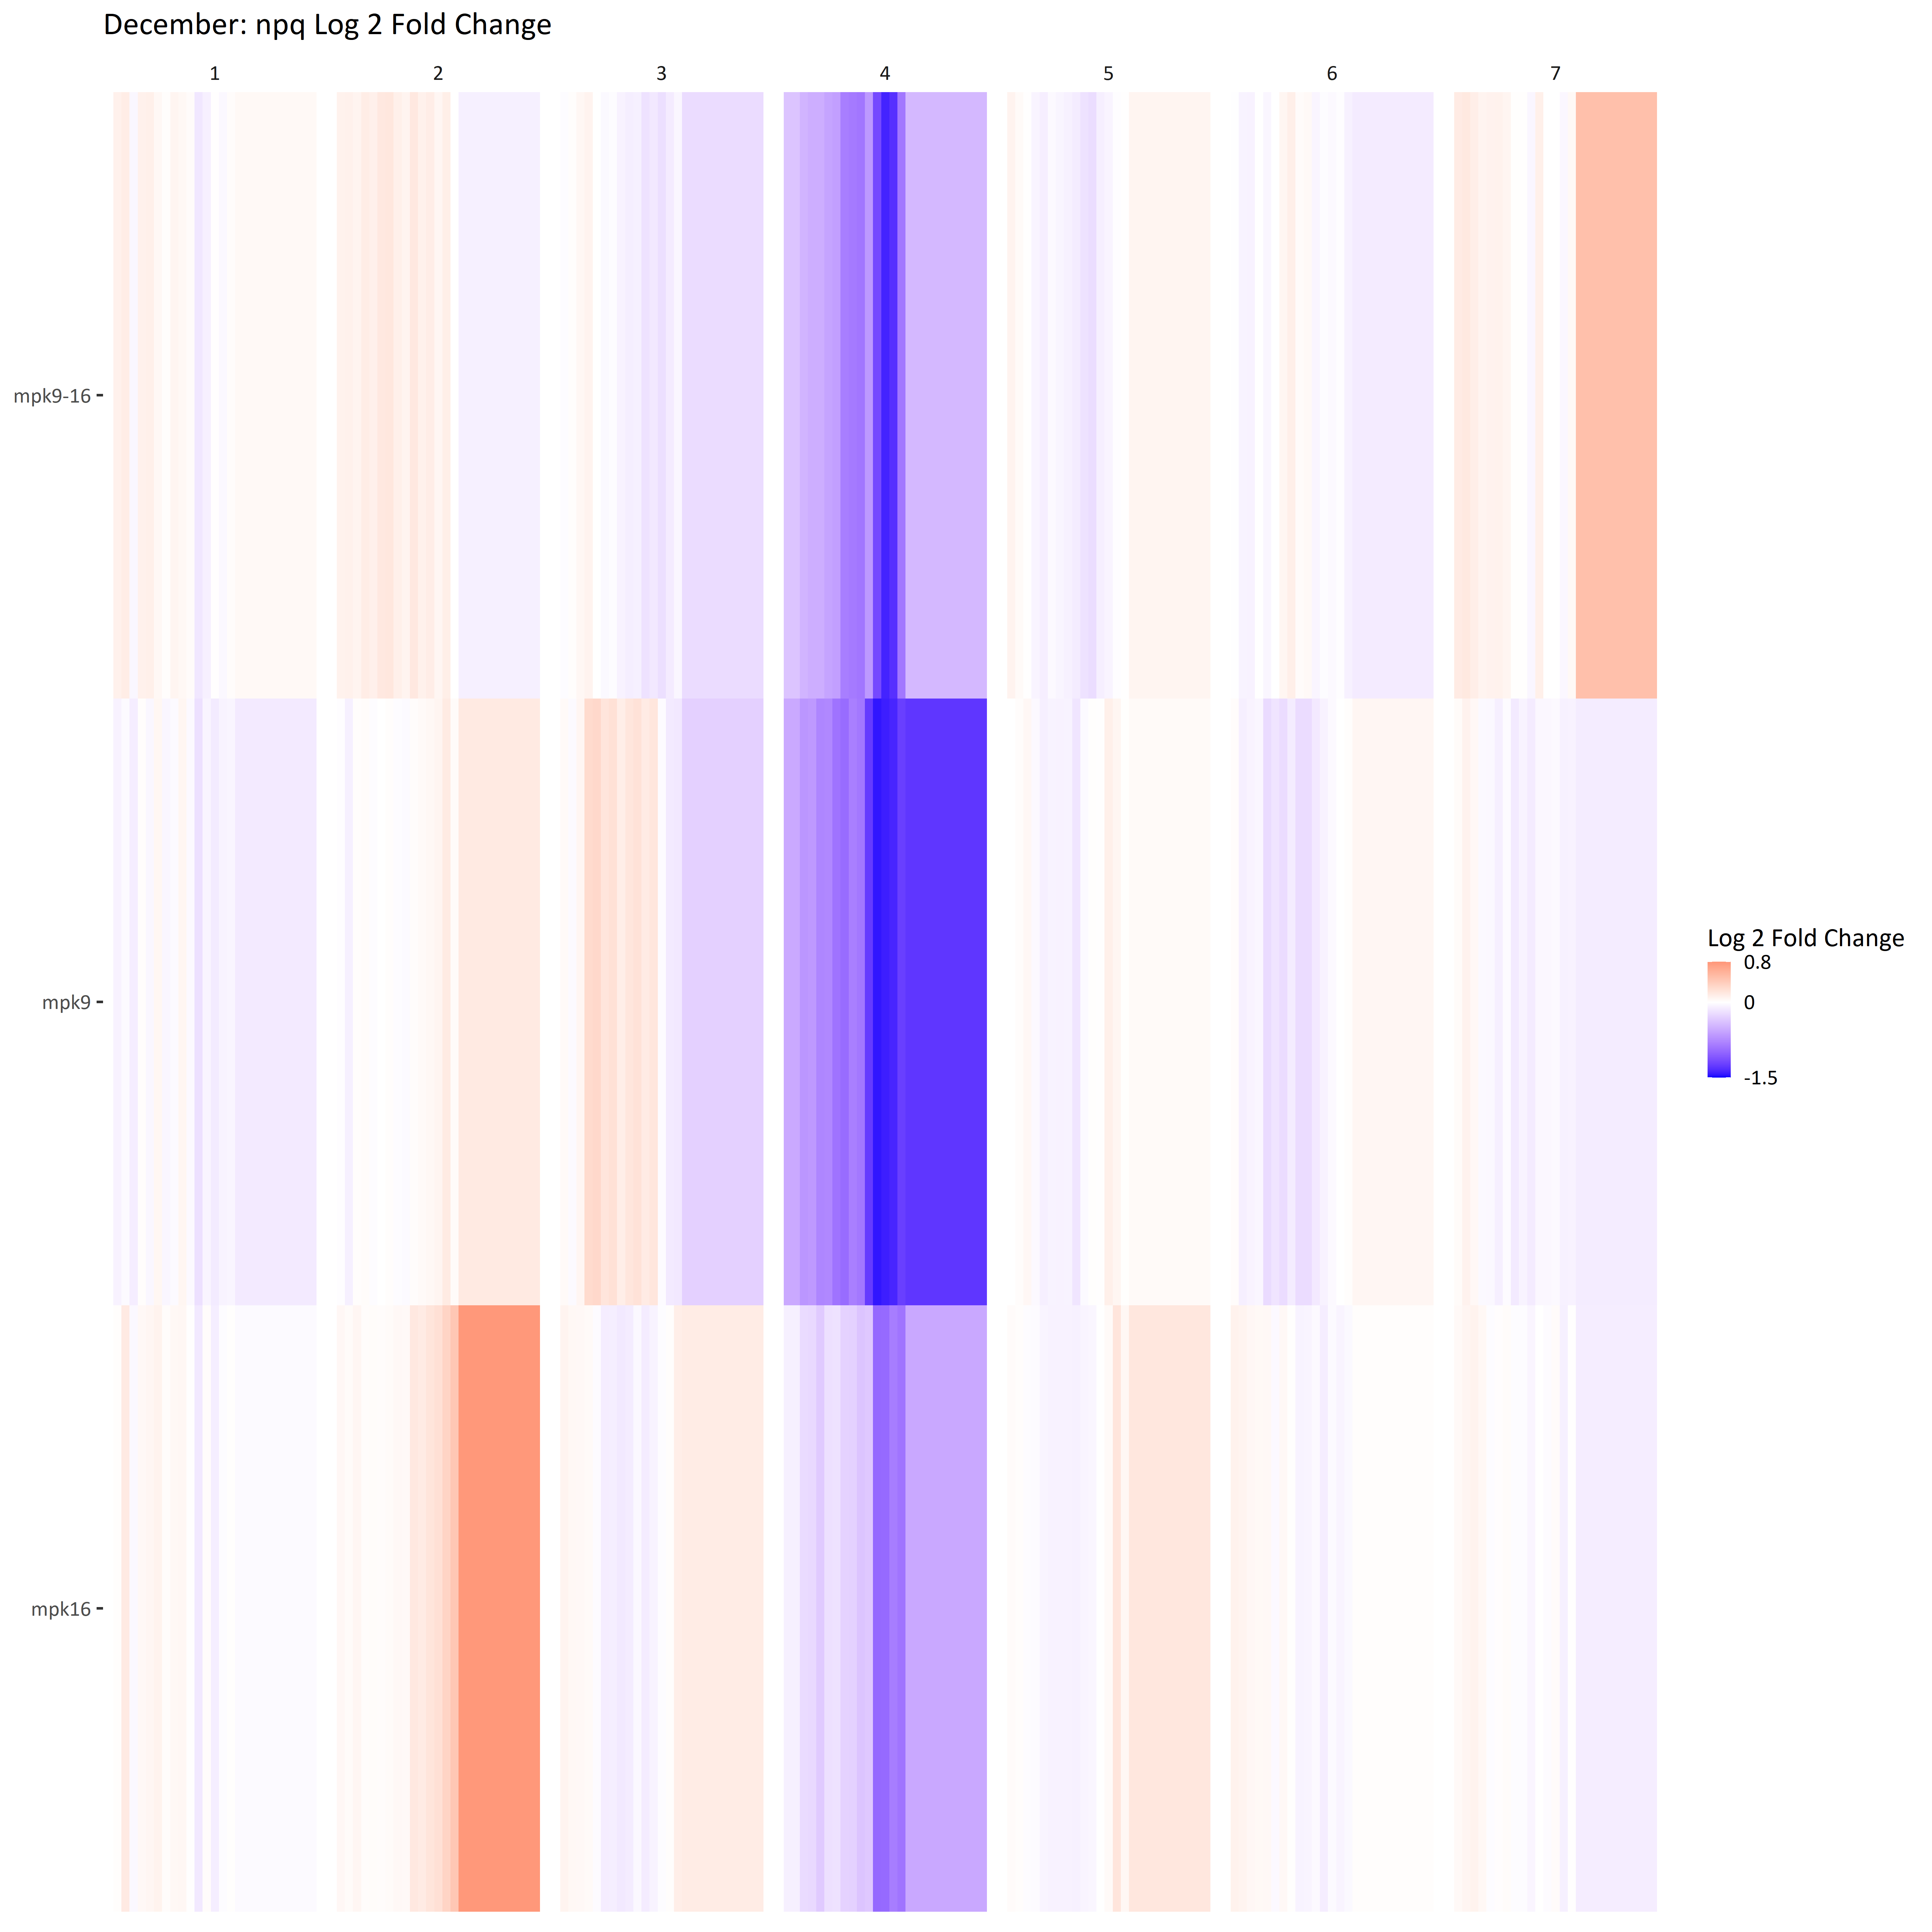 December: npq Log 2 Fold Change
1 2 3 4 5 6 7
mpk9-16
mpk9
mpk16
Log 2 Fold Change
0.8
0
-1.5